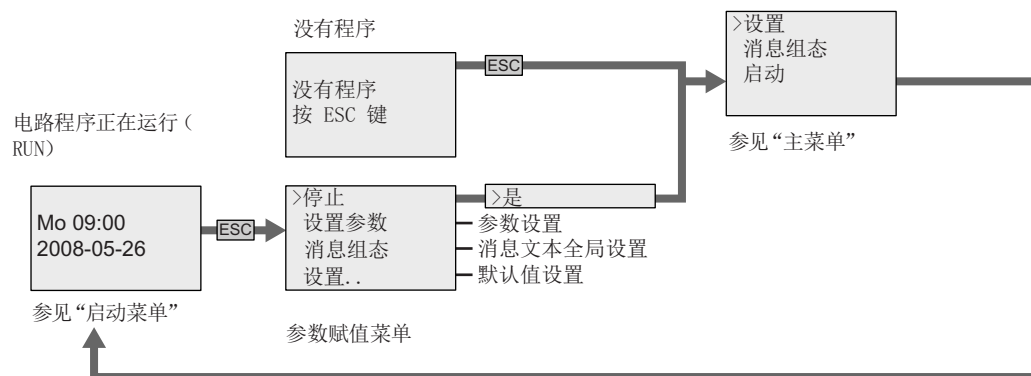 没有程序
没有程序
按 ESC 键
ESC
>设置
消息组态
启动
参见“主菜单”
电路程序正在运行(
RUN)
Mo 09:00
2008-05-26
参见“启动菜单”
ESC
>停止
设置参数
消息组态
设置..
>是
参数设置
消息文本全局设置
默认值设置
参数赋值菜单